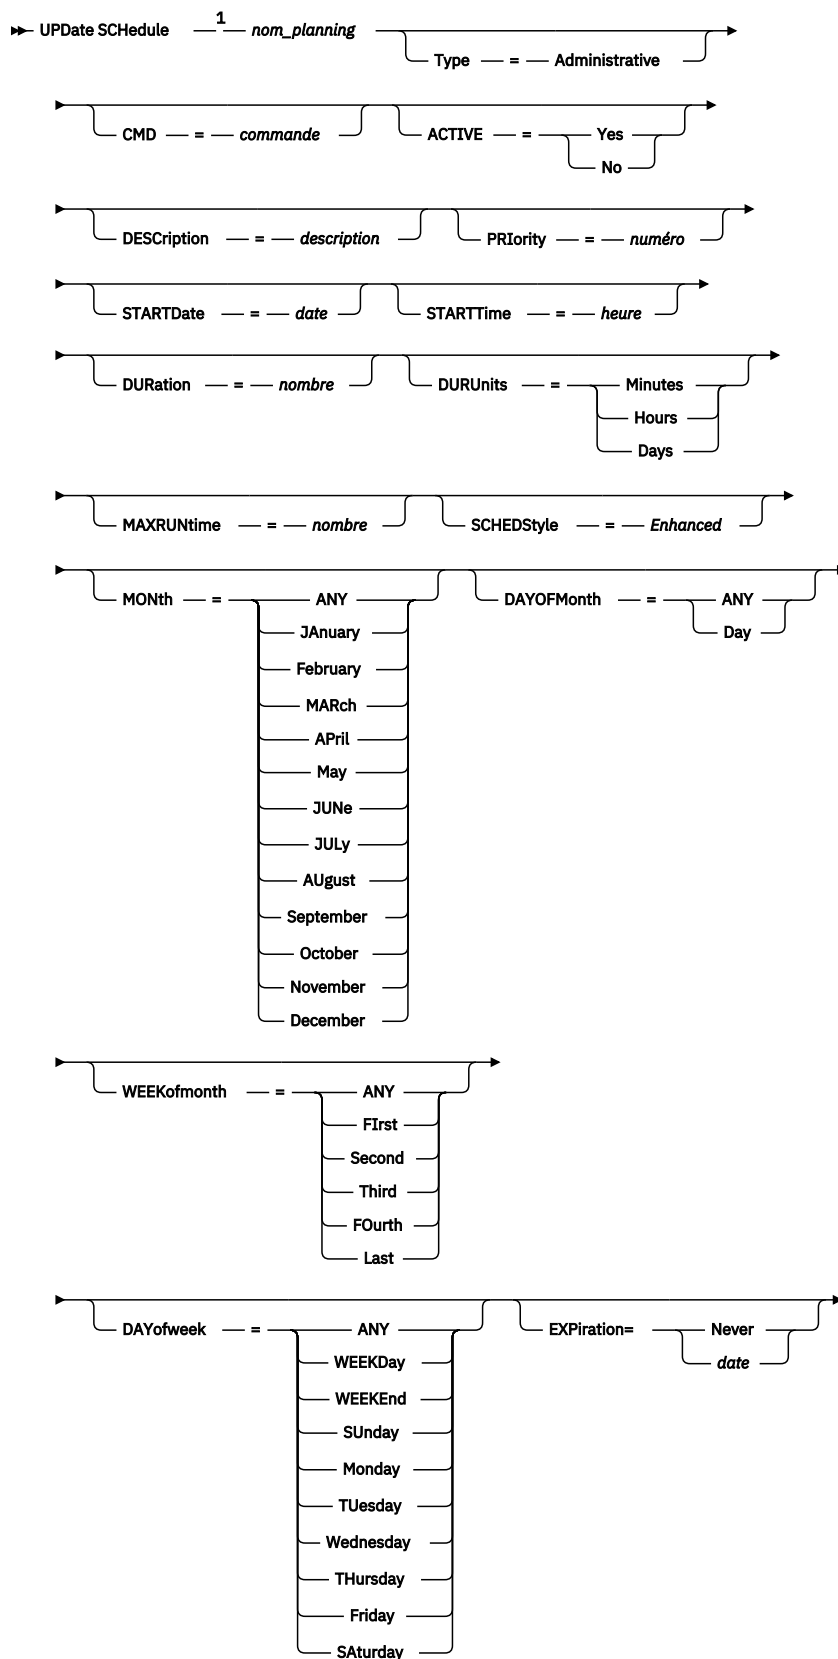 1
UPDate SCHedule nom_planning
Type = Administrative
CMD = commande ACTIVE = Yes
No
DESCription = description PRIority = numéro
STARTDate = date STARTTime = heure
DURation = nombre DURUnits = Minutes
Hours
Days
MAXRUNtime = nombre SCHEDStyle = Enhanced
MONth = ANY DAYOFMonth = ANY
JAnuary Day
February
MARch
APril
May
JUNe
JULy
AUgust
September
October
November
December
WEEKofmonth = ANY
FIrst
Second
Third
FOurth
Last
DAYofweek = ANY EXPiration= Never
WEEKDay date
WEEKEnd
SUnday
Monday
TUesday
Wednesday
THursday
Friday
SAturday